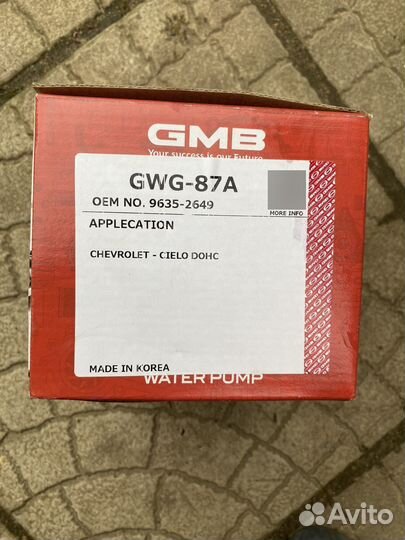 GMB
Your success is our Future
GWG-87A
OEM NO. 9635-2649
MORE INFO
APPLECATION
CHEVROLET - CIELO DOHC
MADE IN KOREA
WATER PUMP
Avito